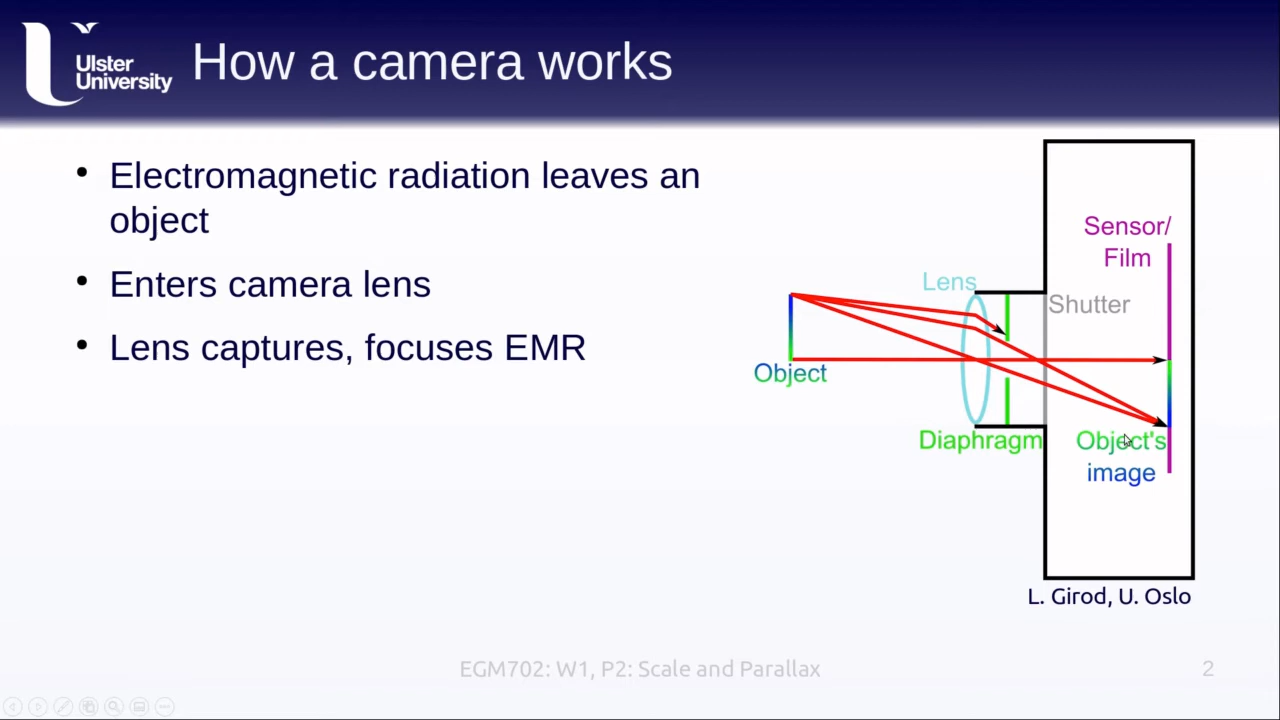 Ulster
University
How a camera works
• Electromagnetic radiation leaves an
object
• Enters camera lens
• Lens captures, focuses EMR
Sensor/
Film
Lens
Shutter
Object
Diaphragm
Object's
image
L. Girod, U. Oslo
EGM702: W1, P2: Scale and Parallax
2